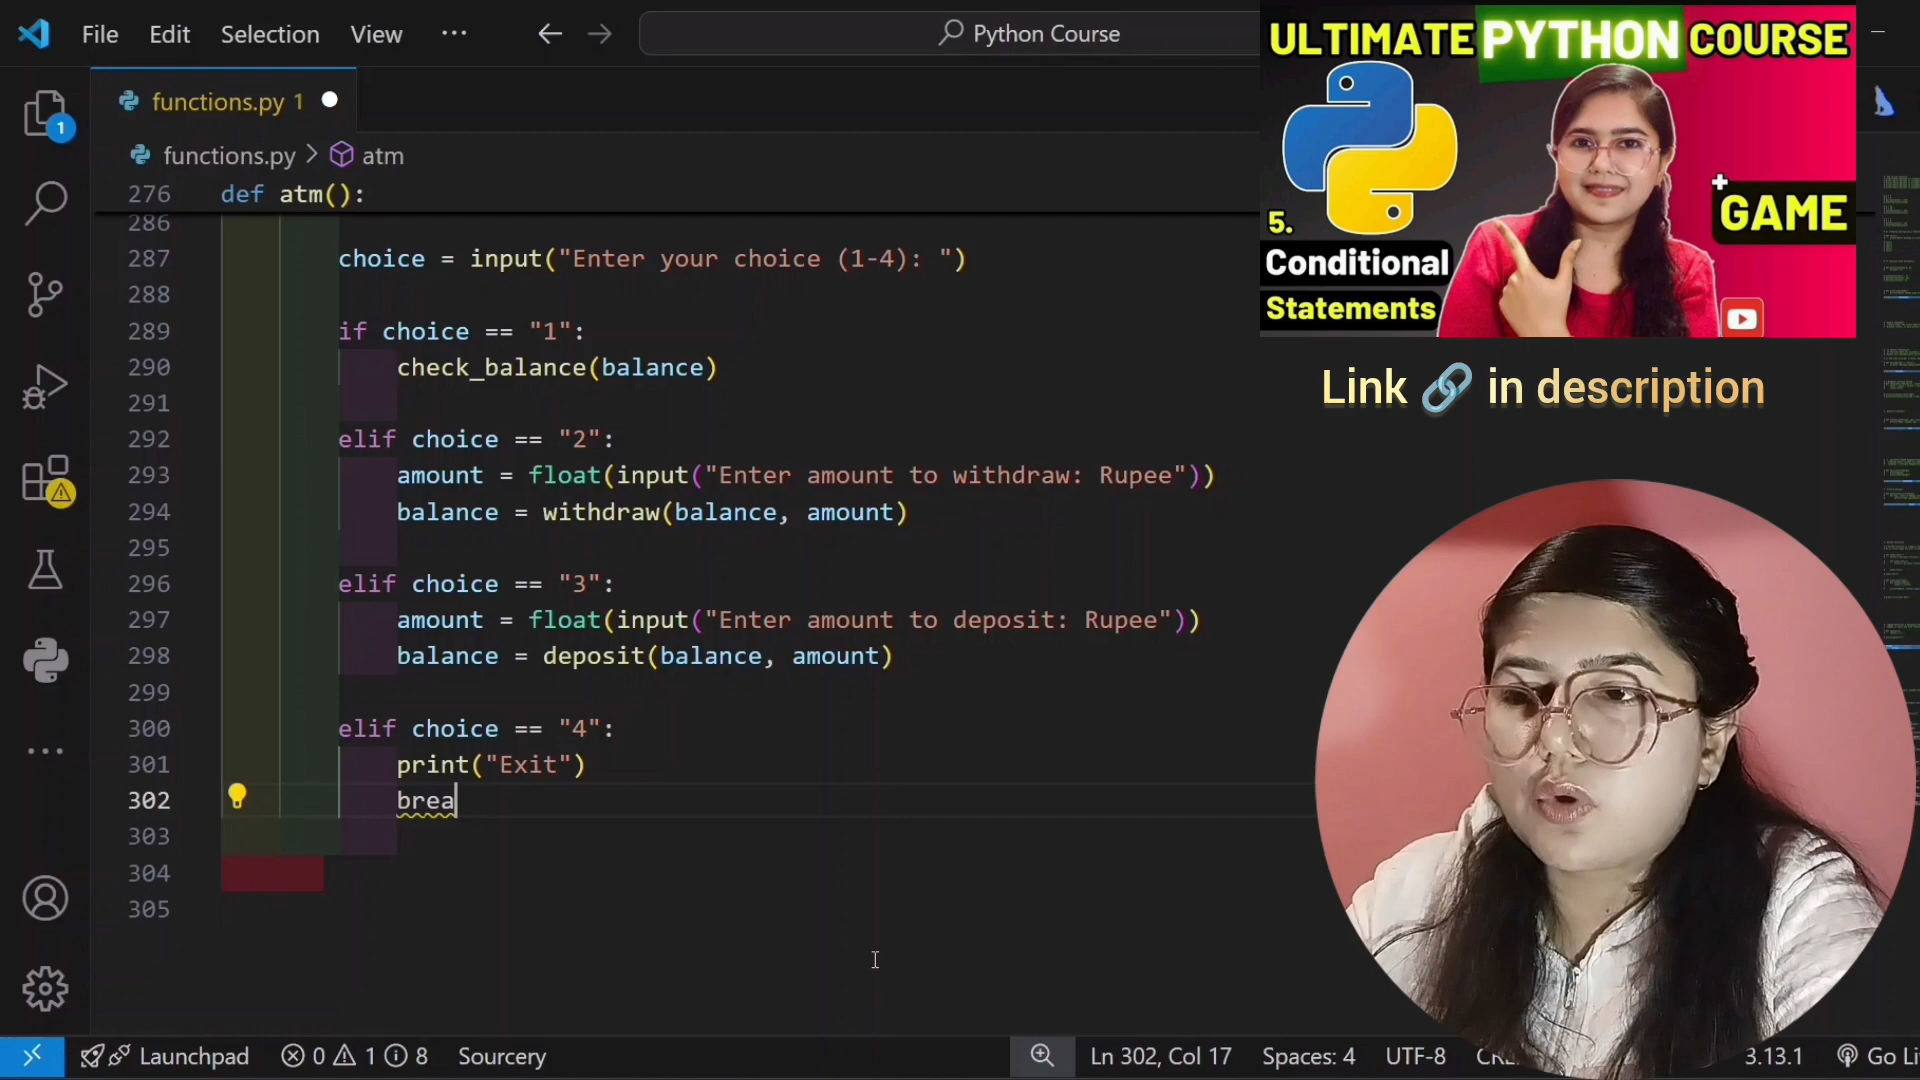 File Edit Selection View ...
Python Course
functions.py 1
functions.py > atm
276 def atm():
286
287 choice = input("Enter your choice (1-4): ")
288
289 if choice == "1":
290 check_balance(balance)
291
292 elif choice == "2":
293 amount = float(input("Enter amount to withdraw: Rupee"))
294 balance = withdraw(balance, amount)
295
296 elif choice == "3":
297 amount = float(input("Enter amount to deposit: Rupee"))
298 balance = deposit(balance, amount)
299
300 elif choice == "4":
301 print("Exit")
302 brea
303
304
305
1
ULTIMATE PYTHON COURSE
+GAME
5.
Conditional
Statements
Link 🔗 in description
Launchpad 0 1 8 Sourcery Ln 302, Col 17 Spaces: 4 UTF-8 3.13.1 Go Li